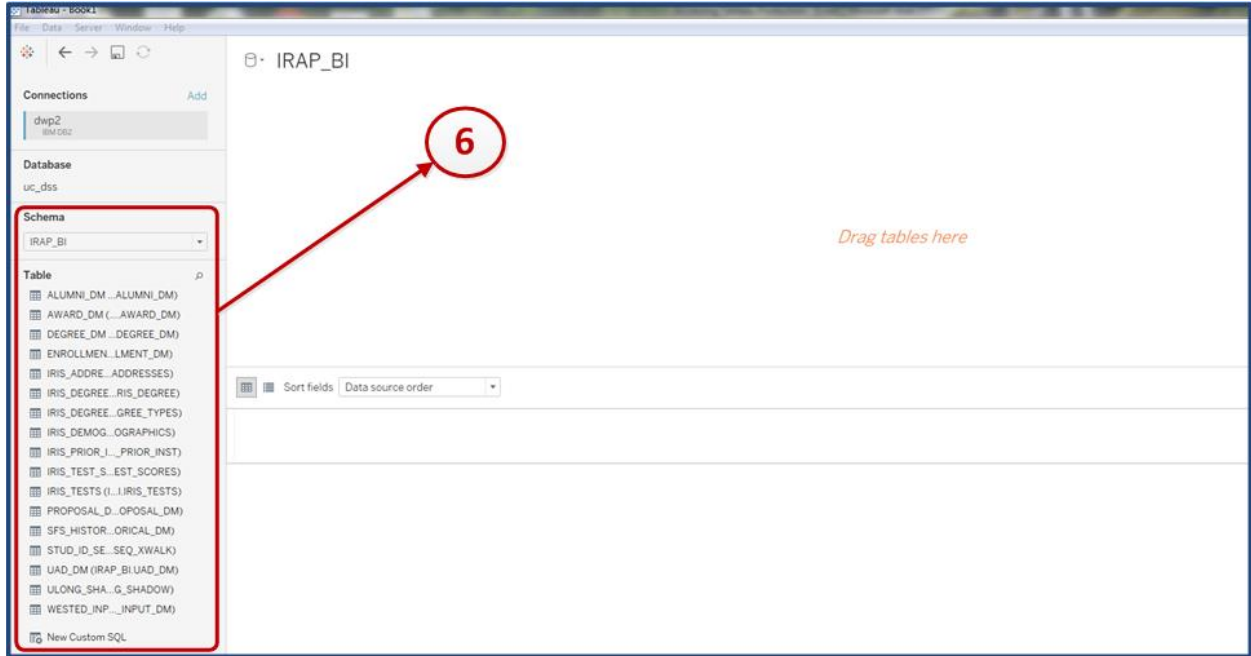 Tableau - Book1
File Data Server Window Help
IRAP_BI
Connections Add
dwp2
IBM DB2
6
Database
uc_dss
Schema
IRAP_BI
Drag tables here
Table
ALUMNI_DM ...ALUMNI_DM)
AWARD_DM (....AWARD_DM)
DEGREE_DM ...DEGREE_DM)
ENROLLMEN...LMENT_DM)
IRIS_ADDRE...ADDRESSES)
Sort fields Data source order
IRIS_DEGREE...RIS_DEGREE)
IRIS_DEGREE...GREE_TYPES)
IRIS_DEMOG...OGRAPHICS)
IRIS_PRIOR_I..._PRIOR_INST)
IRIS_TEST_S...EST_SCORES)
IRIS_TESTS (I...I.IRIS_TESTS)
PROPOSAL_D...OPOSAL_DM)
SFS_HISTOR...ORICAL_DM)
STUD_ID_SE...SEQ_XWALK)
UAD_DM (IRAP_BI.UAD_DM)
ULONG_SHA...G_SHADOW)
WESTED_INP..._INPUT_DM)
New Custom SQL